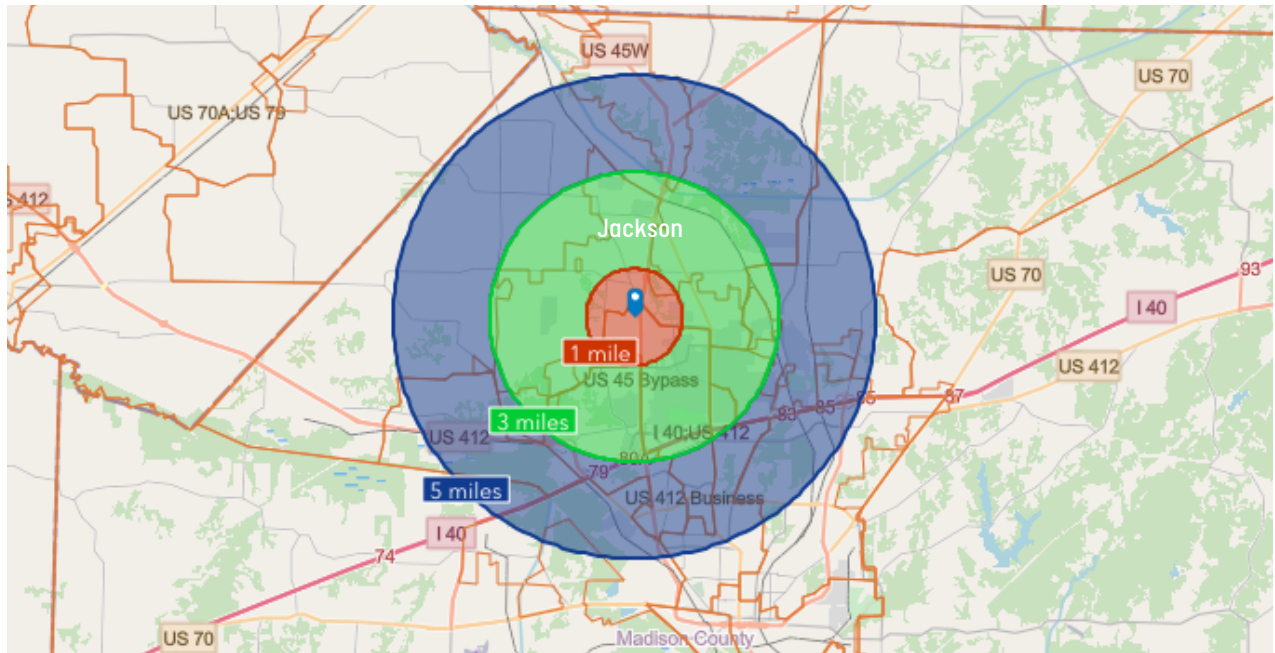 US 45W
US 70
US 70A;US 79
US 412
Jackson
US 70
93
I 40
1 mile
US 412
US 45 Bypass
87
85
83
3 miles
I 40;US 412
US 412
79
5 miles
US 412 Business
I 40
74
US 70
Madison County